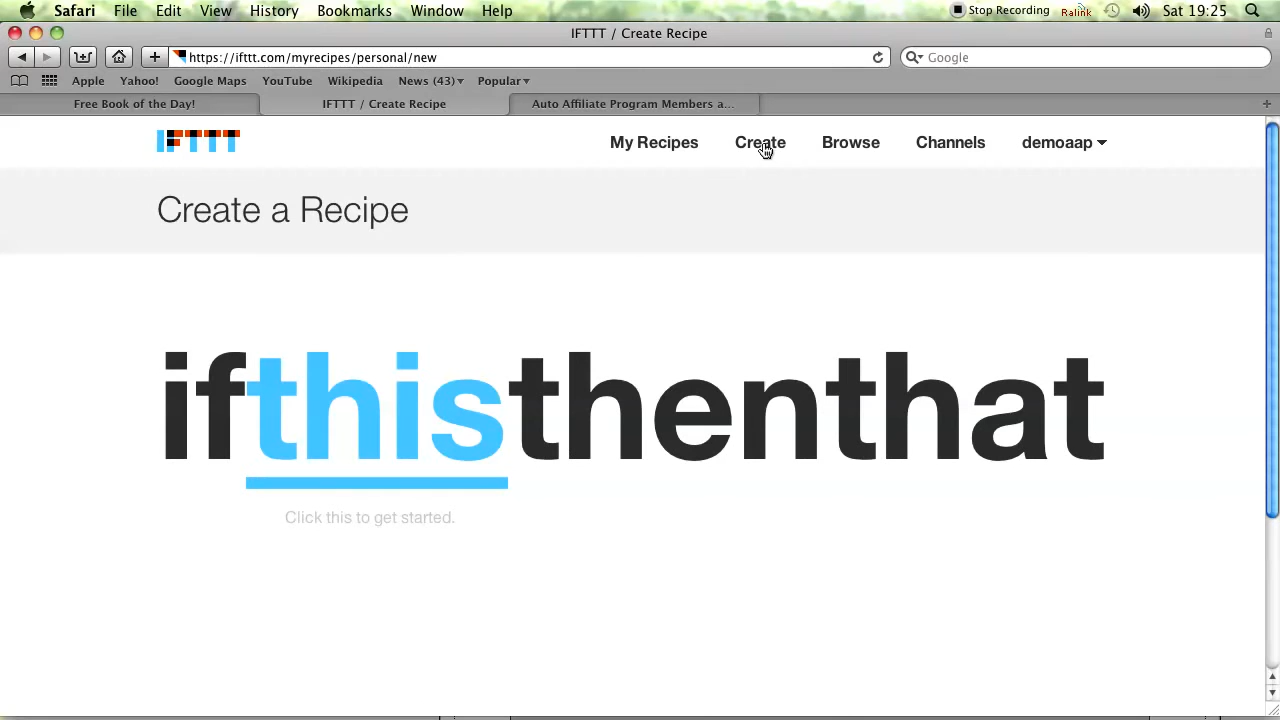 Safari File Edit View History Bookmarks Window Help Stop Recording Ralink Sat 19:25
IFTTT / Create Recipe
https://ifttt.com/myrecipes/personal/new Google
Apple Yahoo! Google Maps YouTube Wikipedia News (43) Popular
Free Book of the Day! IFTTT / Create Recipe Auto Affiliate Program Members a...
IFTTT My Recipes Create Browse Channels demoaap
Create a Recipe
ifthisthenthat
Click this to get started.